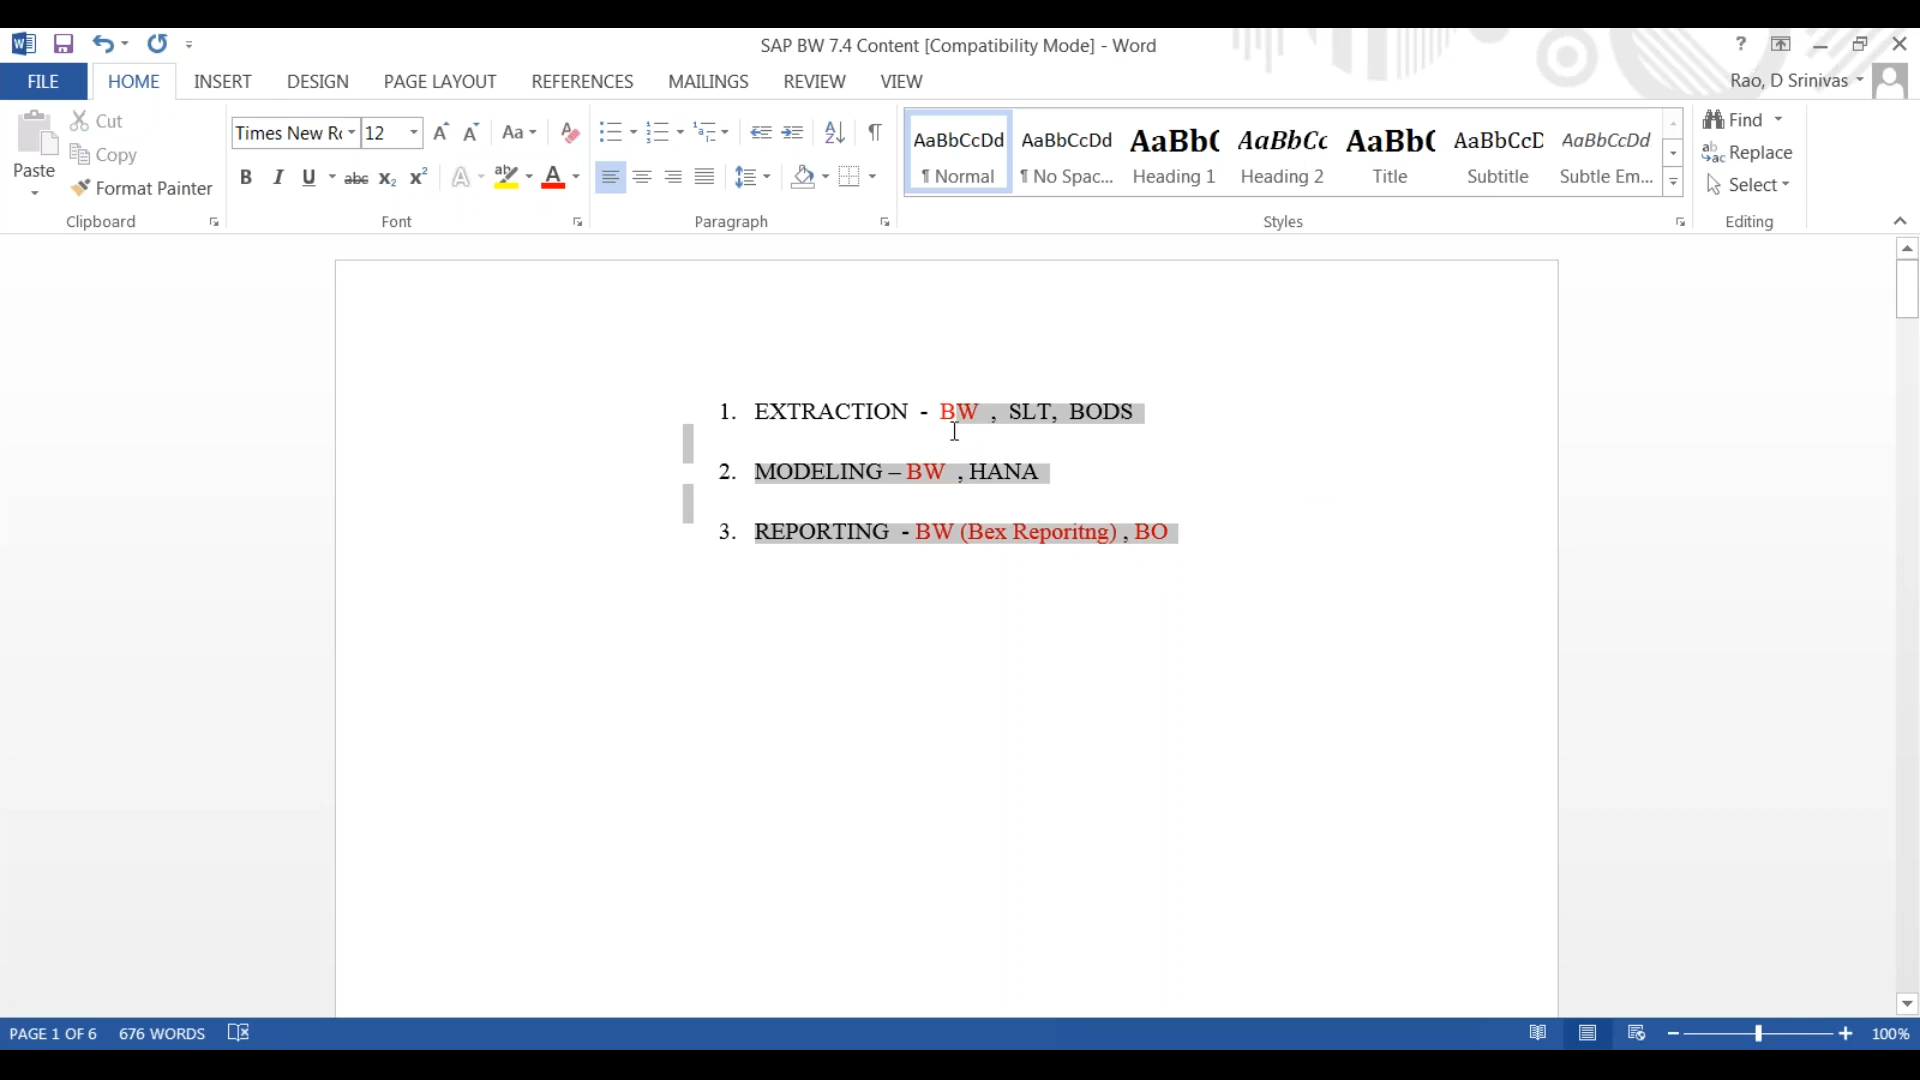 SAP BW 7.4 Content [Compatibility Mode] - Word
?
FILE HOME INSERT DESIGN PAGE LAYOUT REFERENCES MAILINGS REVIEW VIEW
Rao, D Srinivas
Paste
Cut
Copy
Format Painter
Clipboard
Times New Ro 12
Font
Paragraph
AaBbCcDd AaBbCcDd AaBb( AaBbCc AaBb( AaBbCcD AaBbCcDd
¶ Normal ¶ No Spac... Heading 1 Heading 2 Title Subtitle Subtle Em...
Styles
Find
Replace
Select
Editing
1. EXTRACTION - BW , SLT, BODS
2. MODELING – BW , HANA
3. REPORTING - BW (Bex Reporitng) , BO
PAGE 1 OF 6 676 WORDS
100%